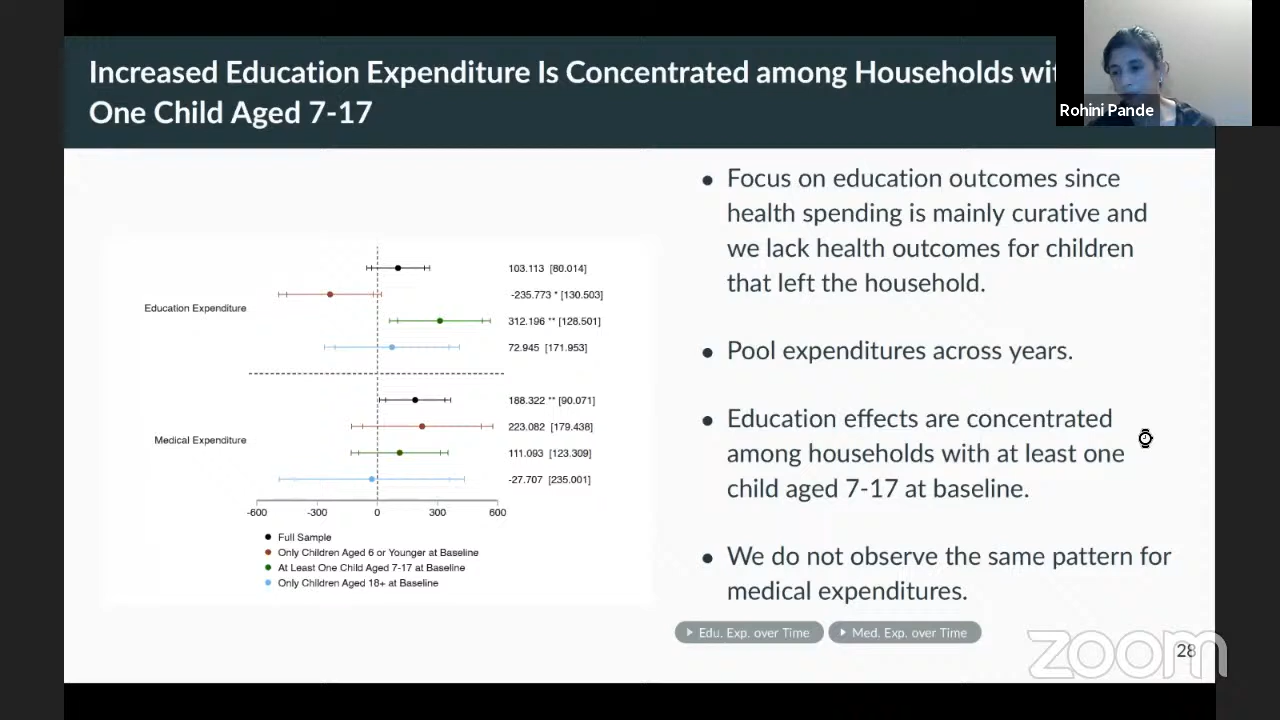 Increased Education Expenditure Is Concentrated among Households wit
One Child Aged 7-17
Rohini Pande
Education Expenditure
103.113 [80.014]
-235.773 * [130.503]
312.196 ** [128.501]
72.945 [171.953]
Medical Expenditure
188.322 ** [90.071]
223.082 [179.438]
111.093 [123.309]
-27.707 [235.001]
-600 -300 0 300 600
Full Sample
Only Children Aged 6 or Younger at Baseline
At Least One Child Aged 7-17 at Baseline
Only Children Aged 18+ at Baseline
• Focus on education outcomes since
health spending is mainly curative and
we lack health outcomes for children
that left the household.
• Pool expenditures across years.
• Education effects are concentrated
among households with at least one
child aged 7-17 at baseline.
• We do not observe the same pattern for
medical expenditures.
Edu. Exp. over Time
Med. Exp. over Time
zoom
28